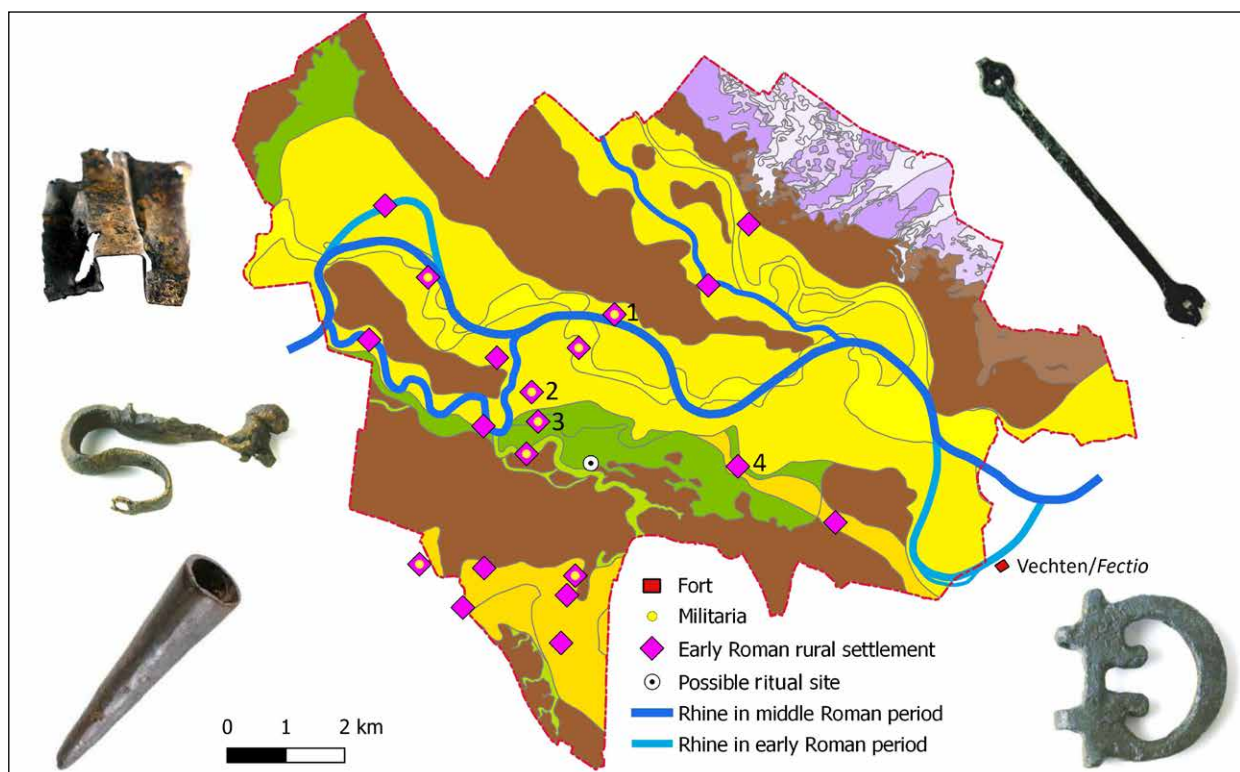 1
2
3
4
Vechten/Fectio
Fort
Militaria
Early Roman rural settlement
Possible ritual site
Rhine in middle Roman period
Rhine in early Roman period
0 1 2 km